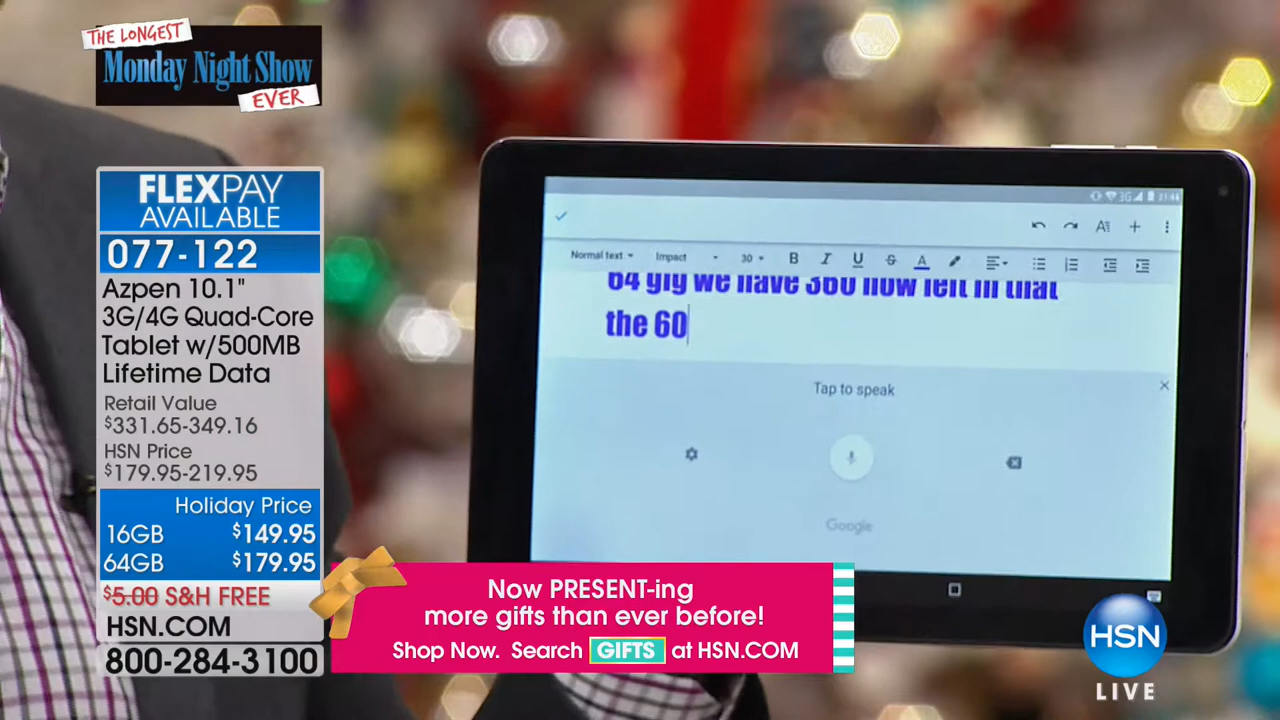 THE LONGEST
Monday Night Show
EVER
FLEXPAY
AVAILABLE
077-122
Azpen 10.1"
3G/4G Quad-Core
Tablet w/500MB
Lifetime Data
Retail Value
$331.65-349.16
HSN Price
$179.95-219.95
Holiday Price
16GB $149.95
64GB $179.95
$5.00 S&H FREE
HSN.COM
800-284-3100
3G 21:44
Normal text Impact 30 B I U S A
64 gig we have 360 now left in that
the 60
Tap to speak
Google
Now PRESENT-ing
more gifts than ever before!
Shop Now. Search GIFTS at HSN.COM
HSN
LIVE